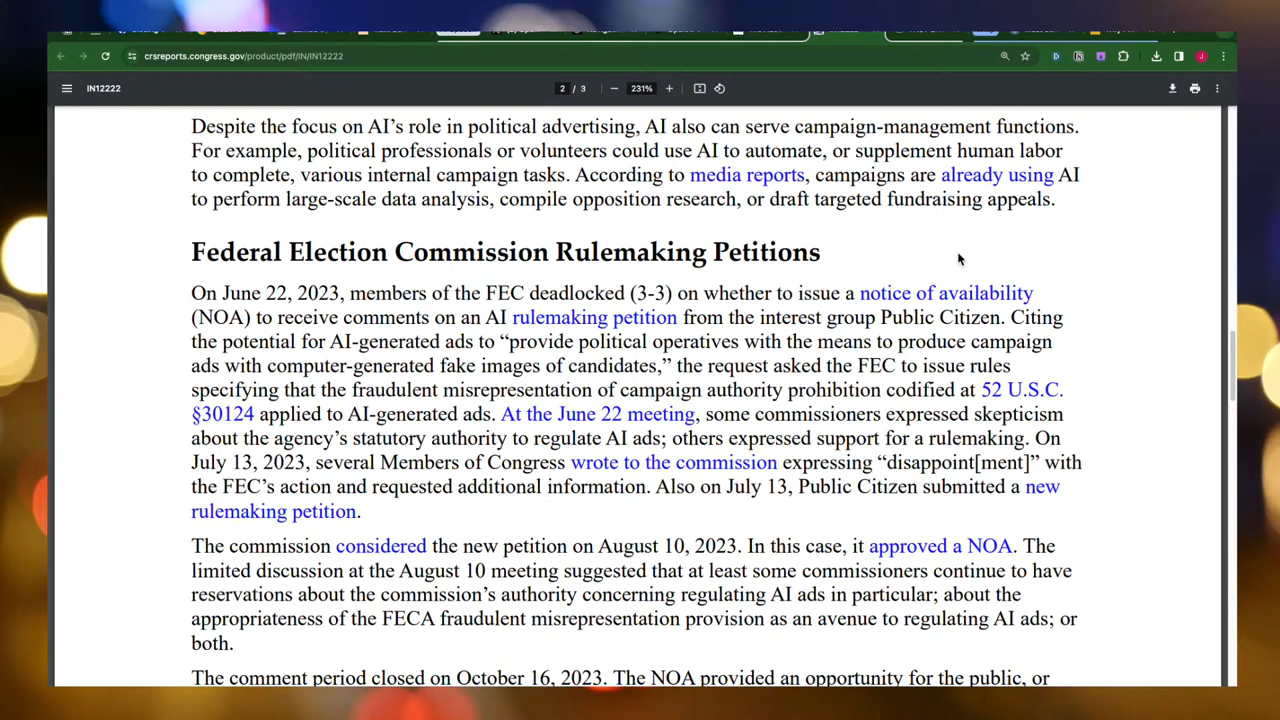 crsreports.congress.gov/product/pdf/IN/IN12222
IN12222
2 / 3
231%
Despite the focus on AI's role in political advertising, AI also can serve campaign-management functions.
For example, political professionals or volunteers could use AI to automate, or supplement human labor
to complete, various internal campaign tasks. According to media reports, campaigns are already using AI
to perform large-scale data analysis, compile opposition research, or draft targeted fundraising appeals.
Federal Election Commission Rulemaking Petitions
On June 22, 2023, members of the FEC deadlocked (3-3) on whether to issue a notice of availability
(NOA) to receive comments on an AI rulemaking petition from the interest group Public Citizen. Citing
the potential for AI-generated ads to “provide political operatives with the means to produce campaign
ads with computer-generated fake images of candidates,” the request asked the FEC to issue rules
specifying that the fraudulent misrepresentation of campaign authority prohibition codified at 52 U.S.C.
§30124 applied to AI-generated ads. At the June 22 meeting, some commissioners expressed skepticism
about the agency's statutory authority to regulate AI ads; others expressed support for a rulemaking. On
July 13, 2023, several Members of Congress wrote to the commission expressing “disappoint[ment]” with
the FEC's action and requested additional information. Also on July 13, Public Citizen submitted a new
rulemaking petition.
The commission considered the new petition on August 10, 2023. In this case, it approved a NOA. The
limited discussion at the August 10 meeting suggested that at least some commissioners continue to have
reservations about the commission's authority concerning regulating AI ads in particular; about the
appropriateness of the FECA fraudulent misrepresentation provision as an avenue to regulating AI ads; or
both.
The comment period closed on October 16, 2023. The NOA provided an opportunity for the public, or